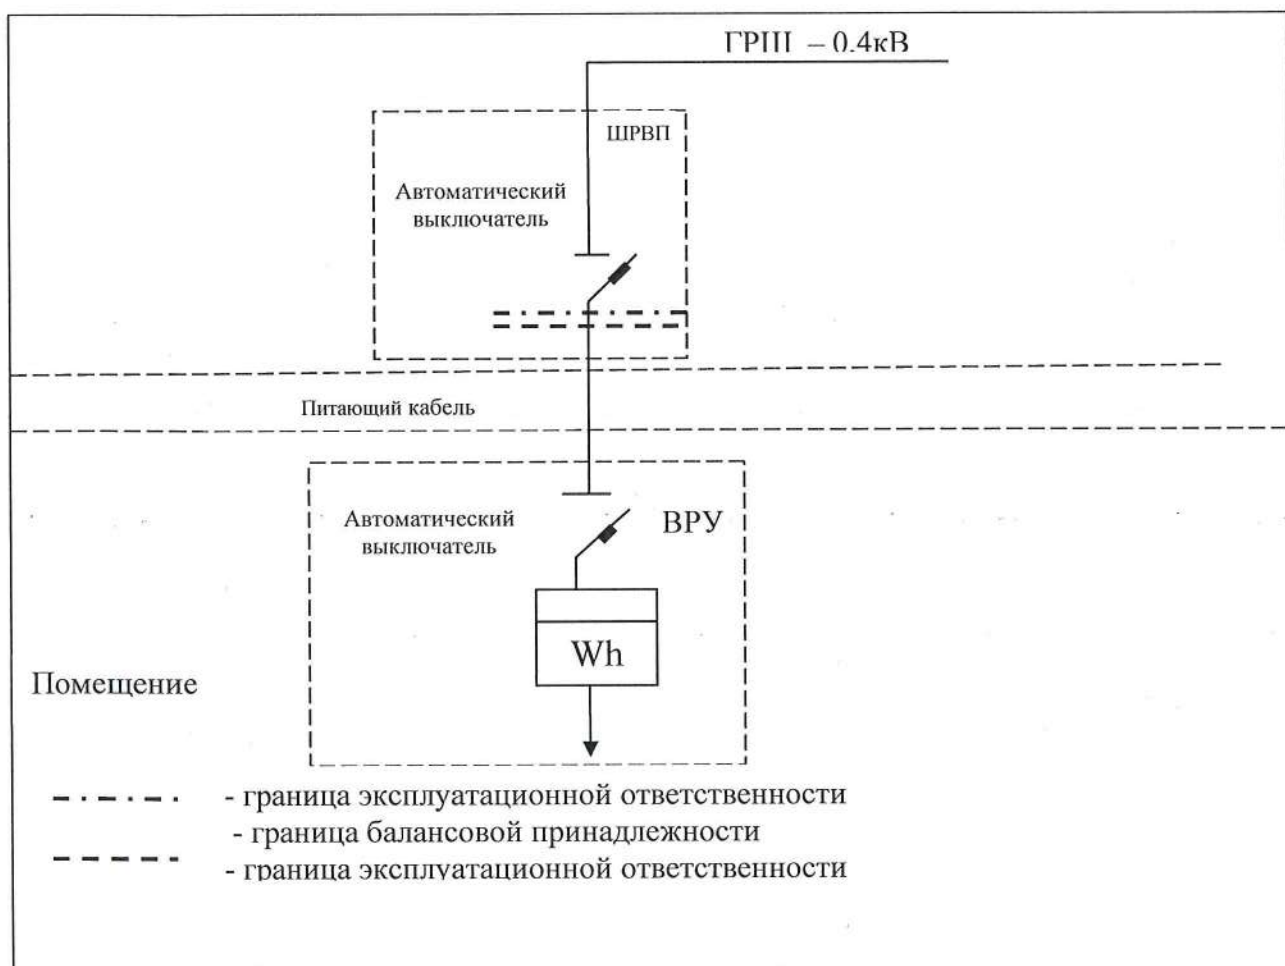 ГРЩ – 0.4кВ
ШРВП
Автоматический
выключатель
Питающий кабель
Автоматический
выключатель
ВРУ
Wh
Помещение
- граница эксплуатационной ответственности
- граница балансовой принадлежности
- граница эксплуатационной ответственности